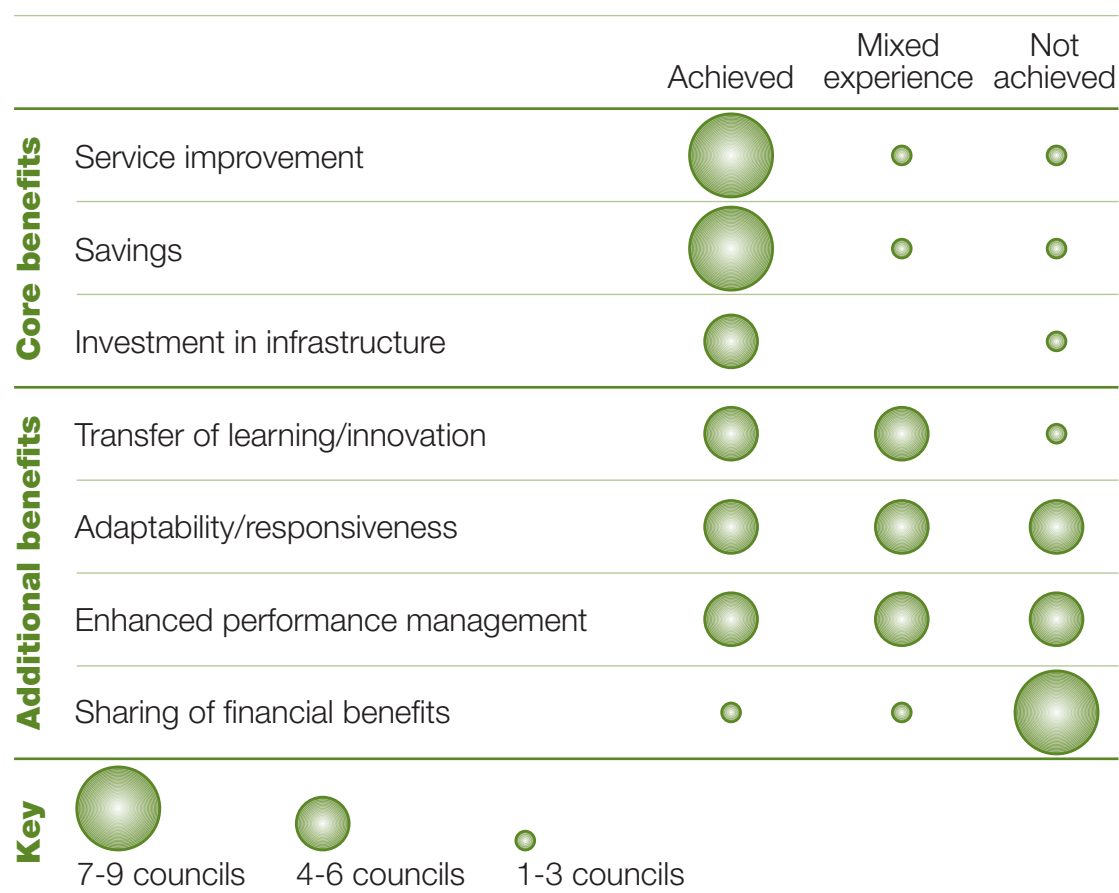 Achieved
Mixed
experience
Not
achieved
Core benefits
Service improvement
Savings
Investment in infrastructure
Additional benefits
Transfer of learning/innovation
Adaptability/responsiveness
Enhanced performance management
Sharing of financial benefits
Key
7-9 councils
4-6 councils
1-3 councils